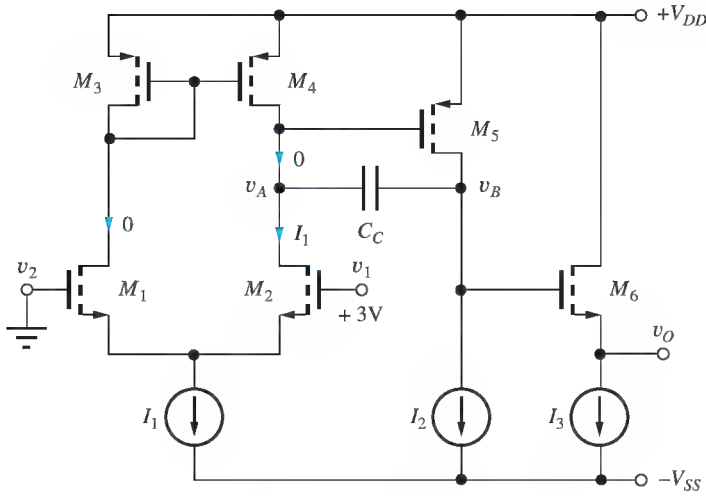 +V_DD
M_3
M_4
M_5
0
v_A
v_B
0
I_1
C_C
v_2
M_1
M_2
v_1
+ 3V
M_6
v_O
I_1
I_2
I_3
−V_SS